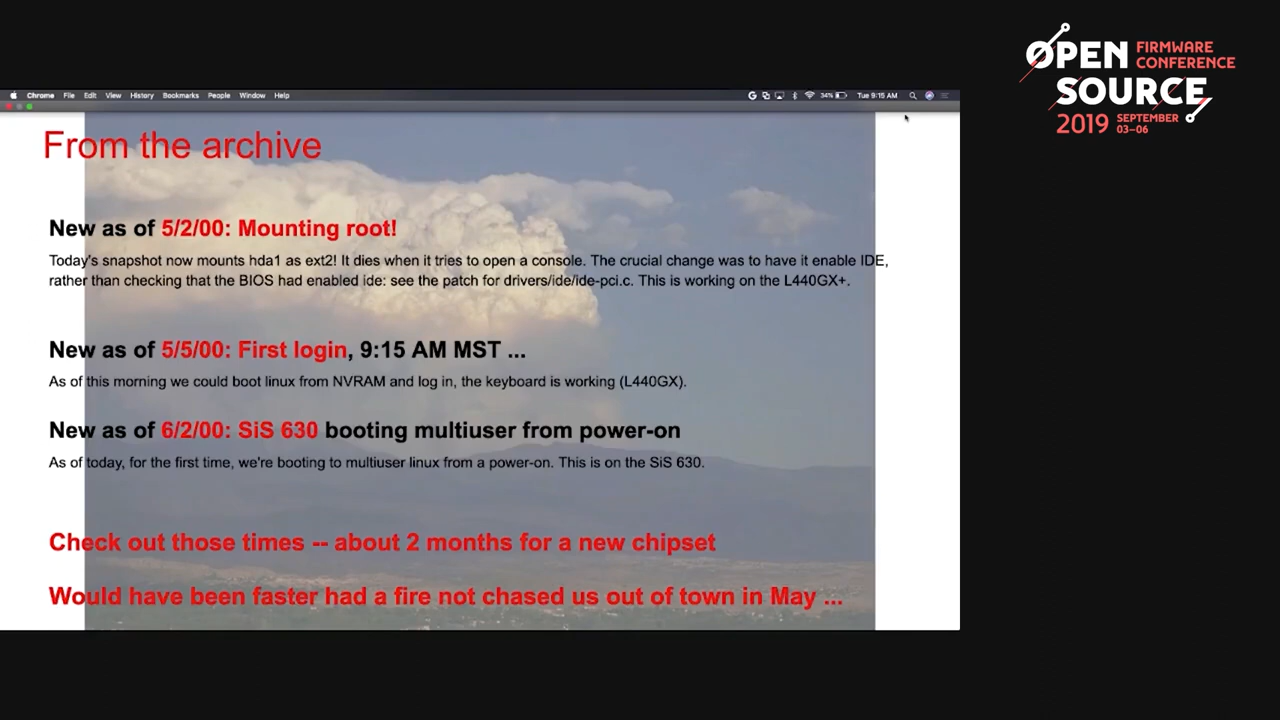 OPEN FIRMWARE CONFERENCE
SOURCE
2019 SEPTEMBER 03–06
Chrome File Edit View History Bookmarks People Window Help 34% Tue 9:15 AM
From the archive
New as of 5/2/00: Mounting root!
Today's snapshot now mounts hda1 as ext2! It dies when it tries to open a console. The crucial change was to have it enable IDE,
rather than checking that the BIOS had enabled ide: see the patch for drivers/ide/ide-pci.c. This is working on the L440GX+.
New as of 5/5/00: First login, 9:15 AM MST ...
As of this morning we could boot linux from NVRAM and log in, the keyboard is working (L440GX).
New as of 6/2/00: SiS 630 booting multiuser from power-on
As of today, for the first time, we're booting to multiuser linux from a power-on. This is on the SiS 630.
Check out those times -- about 2 months for a new chipset
Would have been faster had a fire not chased us out of town in May ...